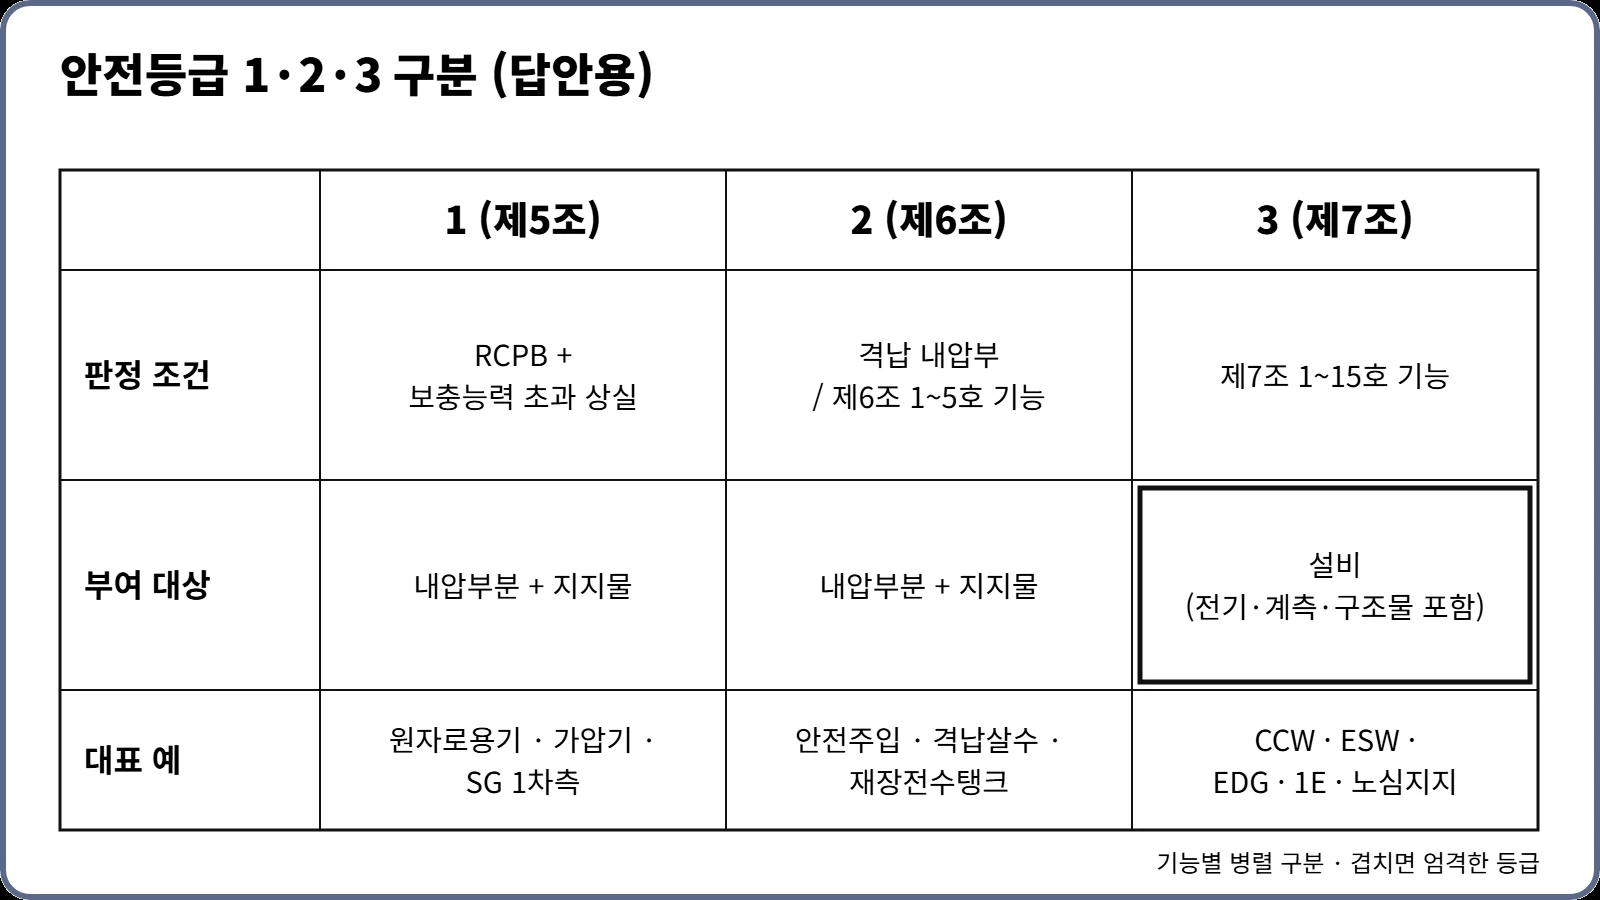 안전등급 1·2·3 구분 (답안용)
1 (제5조)
2 (제6조)
3 (제7조)
판정 조건
RCPB +
보충능력 초과 상실
격납 내압부
/ 제6조 1~5호 기능
제7조 1~15호 기능
부여 대상
내압부분 + 지지물
내압부분 + 지지물
설비
(전기·계측·구조물 포함)
대표 예
원자로용기 · 가압기 ·
SG 1차측
안전주입 · 격납살수 ·
재장전수탱크
CCW · ESW ·
EDG · 1E · 노심지지
기능별 병렬 구분 · 겹치면 엄격한 등급